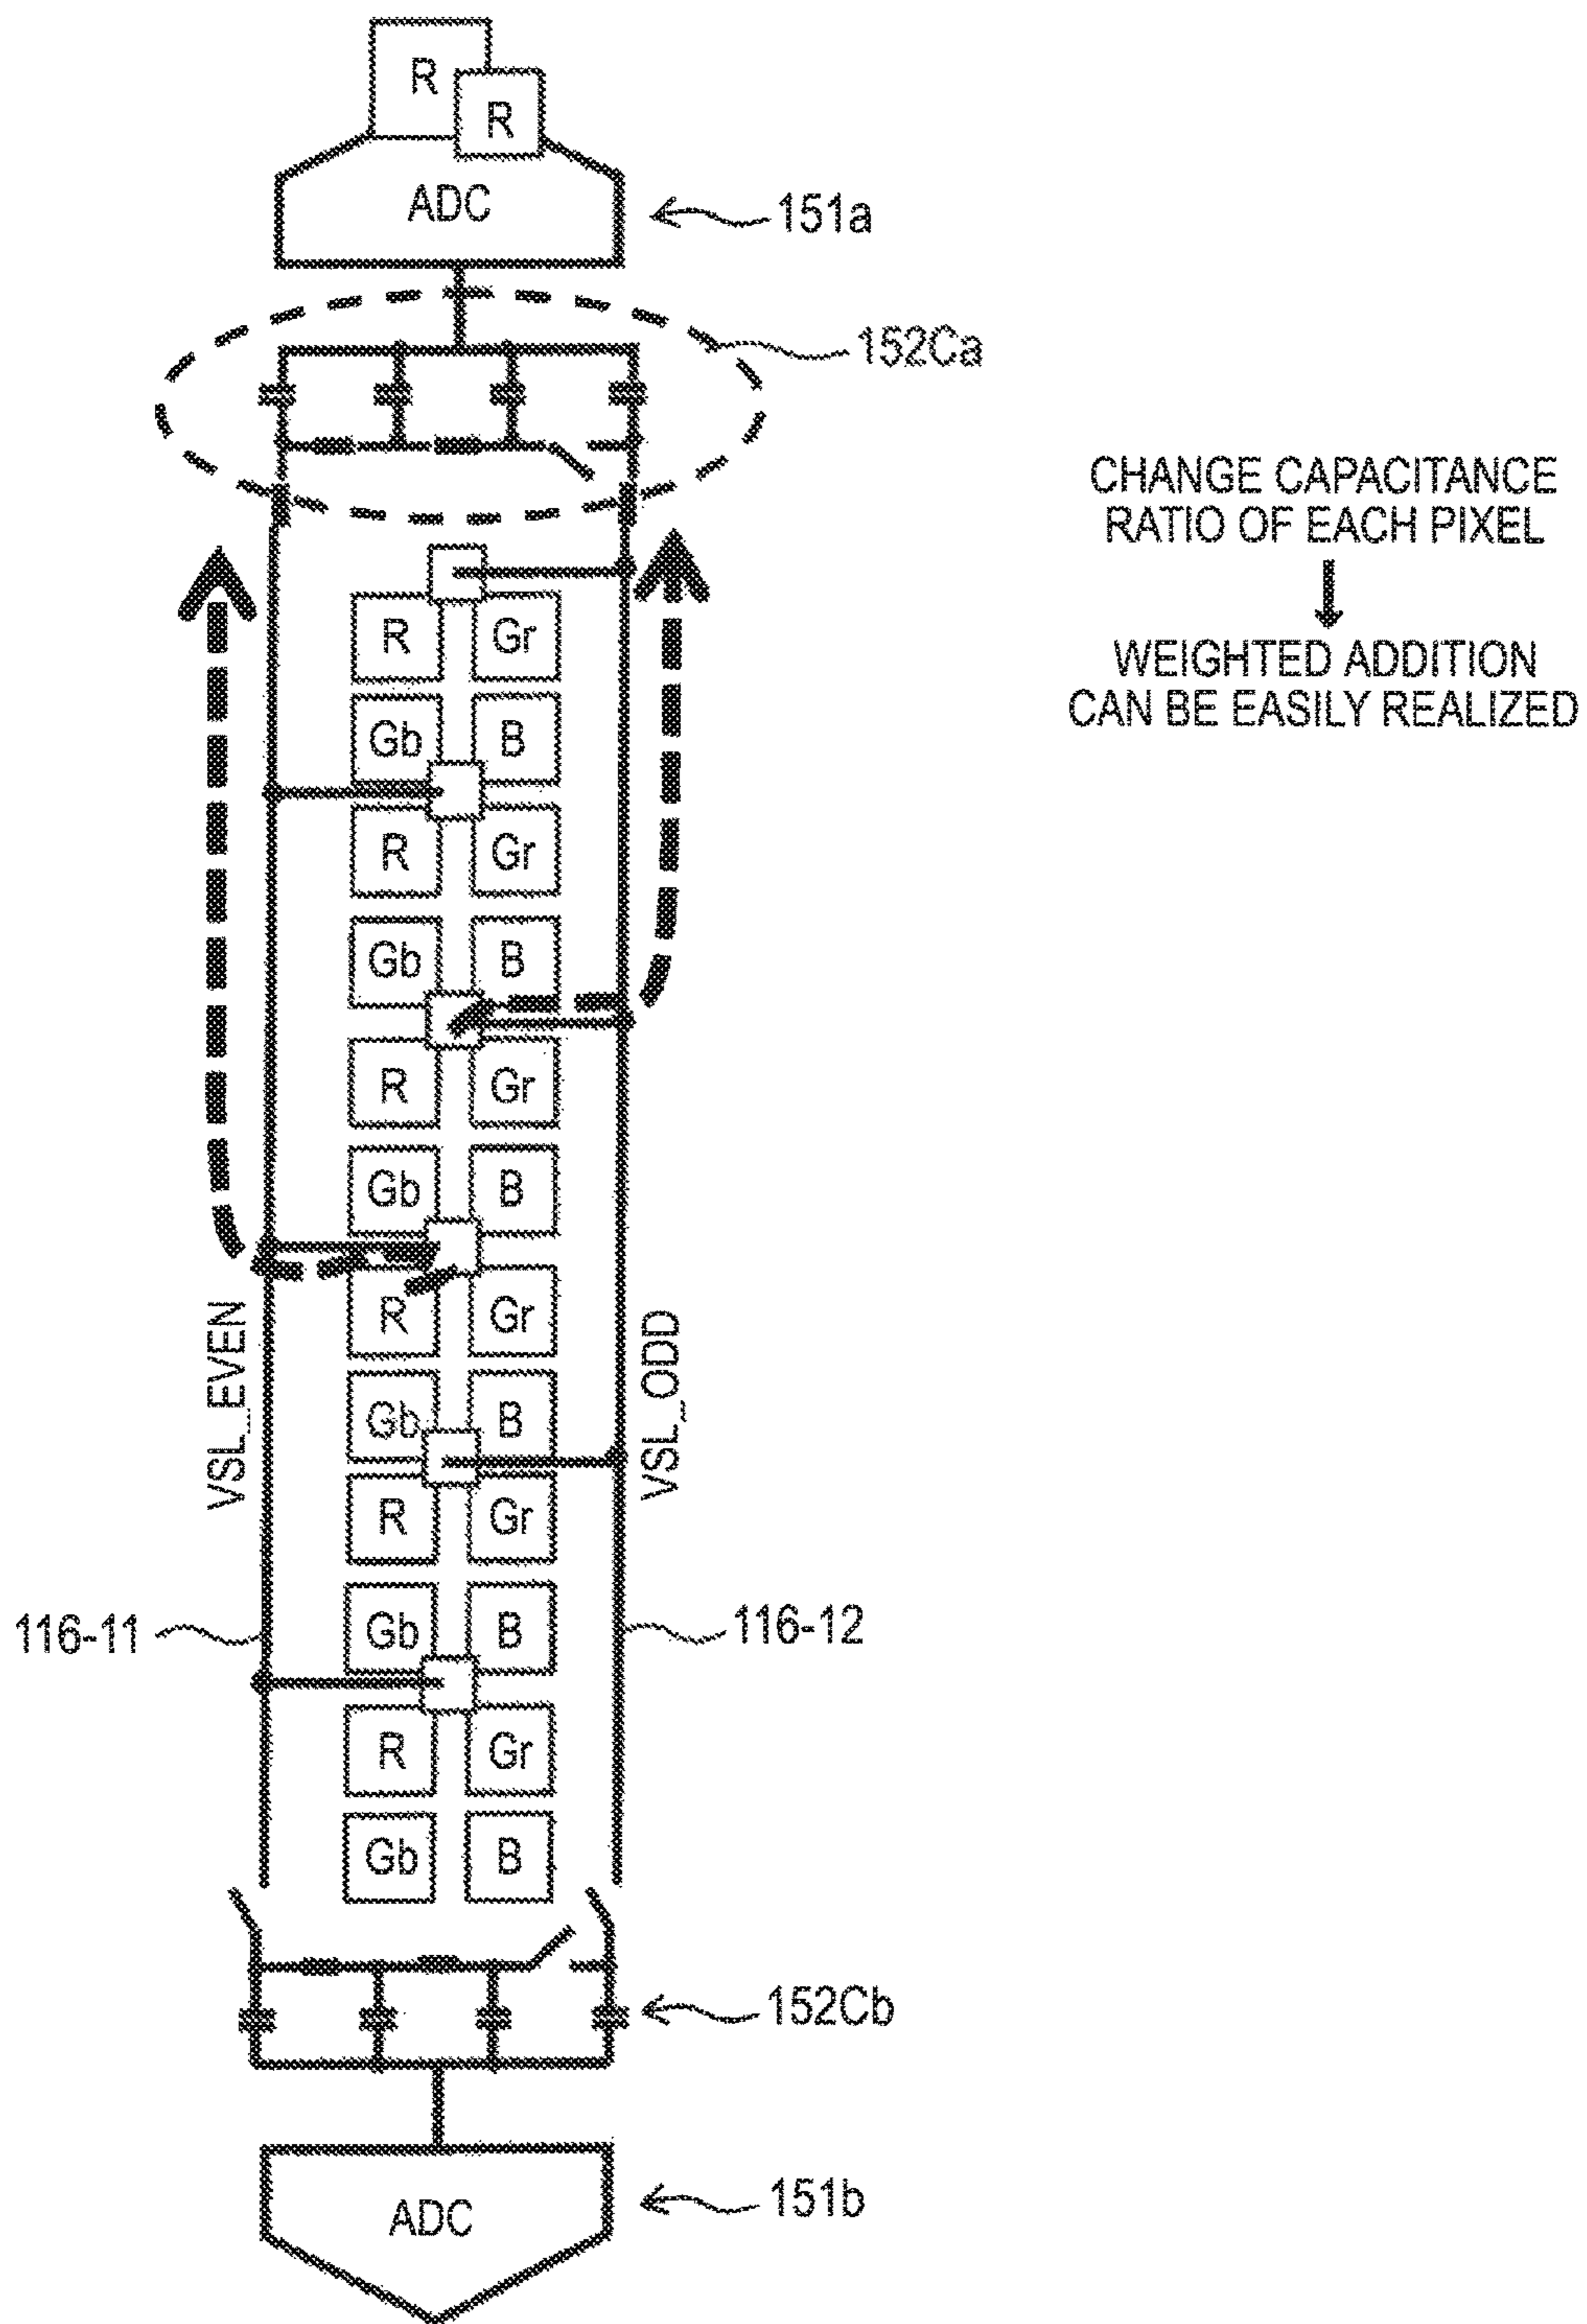 R
R
ADC
151a
152Ca
CHANGE CAPACITANCE
RATIO OF EACH PIXEL
WEIGHTED ADDITION
CAN BE EASILY REALIZED
R Gr
Gb B
R Gr
Gb B
R Gr
Gb B
R Gr
VSL_EVEN
VSL_ODD
Gb B
R Gr
116-11
Gb B
116-12
R Gr
Gb B
152Cb
ADC
151b